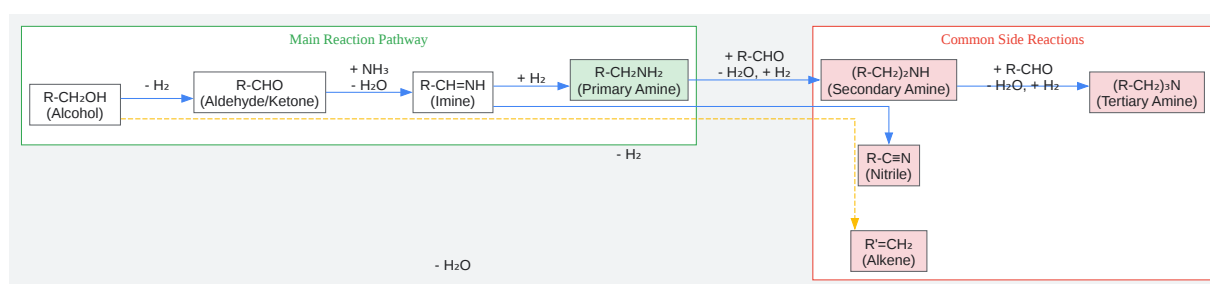 Main Reaction Pathway
R-CH₂OH
(Alcohol)
- H₂
R-CHO
(Aldehyde/Ketone)
+ NH₃
- H₂O
R-CH=NH
(Imine)
+ H₂
R-CH₂NH₂
(Primary Amine)
+ R-CHO
- H₂O, + H₂
Common Side Reactions
(R-CH₂)₂NH
(Secondary Amine)
+ R-CHO
- H₂O, + H₂
(R-CH₂)₃N
(Tertiary Amine)
- H₂
R-C≡N
(Nitrile)
R'=CH₂
(Alkene)
- H₂O